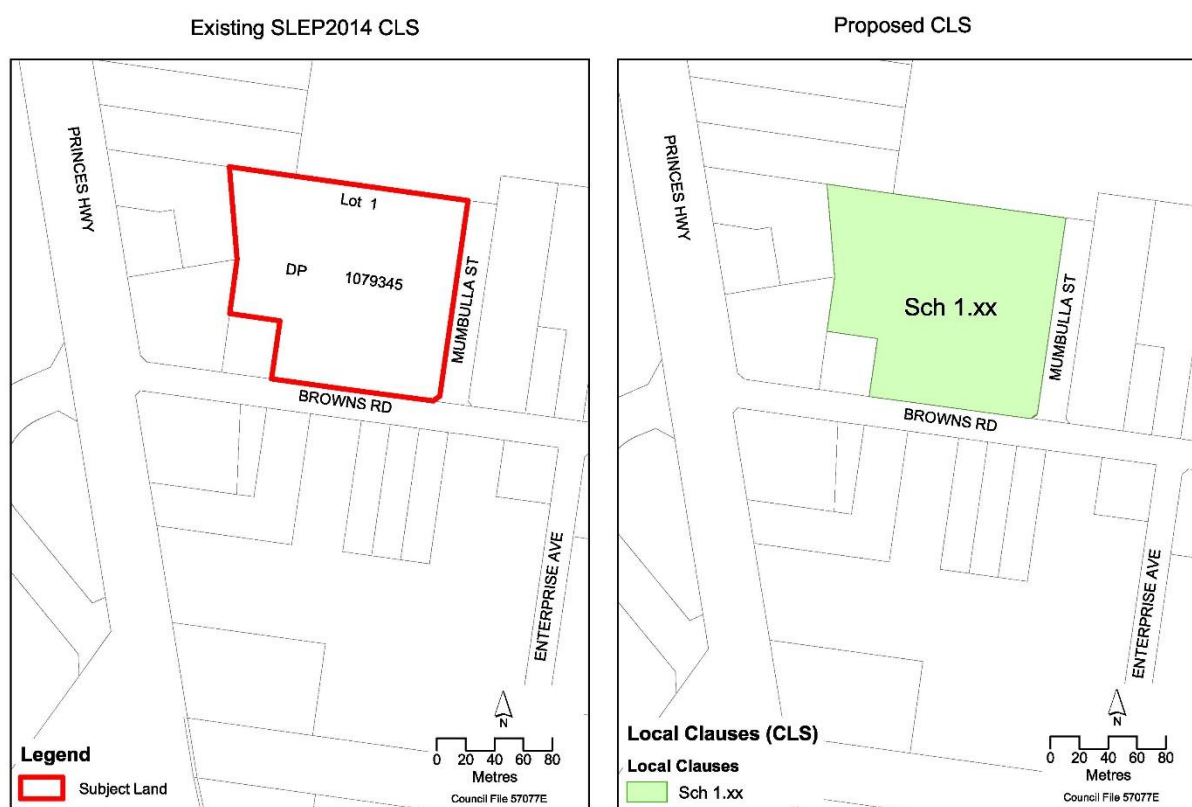 Existing SLEP2014 CLS
PRINCES HWY
Lot 1
DP 1079345
MUMBULLA ST
BROWNS RD
ENTERPRISE AVE
N
0 20 40 60 80
Metres
Council File 57077E
Legend
Subject Land
Proposed CLS
PRINCES HWY
Sch 1.xx
MUMBULLA ST
BROWNS RD
ENTERPRISE AVE
N
0 20 40 60 80
Metres
Council File 57077E
Local Clauses (CLS)
Local Clauses
Sch 1.xx